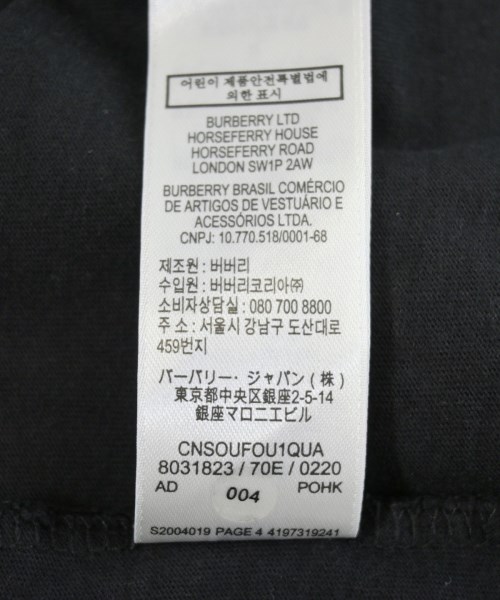 어린이 제품안전특별법에
의한 표시
BURBERRY LTD
HORSEFERRY HOUSE
HORSEFERRY ROAD
LONDON SW1P 2AW
BURBERRY BRASIL COMÉRCIO
DE ARTIGOS DE VESTUÁRIO E
ACESSÓRIOS LTDA.
CNPJ: 10.770.518/0001-68
제조원 : 버버리
수입원 : 버버리코리아㈜
소비자상담실 : 080 700 8800
주 소 : 서울시 강남구 도산대로
459번지
バーバリー・ジャパン(株)
東京都中央区銀座2-5-14
銀座マロニエビル
CNSOUFOU1QUA
8031823 / 70E / 0220
AD 004 POHK
S2004019 PAGE 4 4197319241